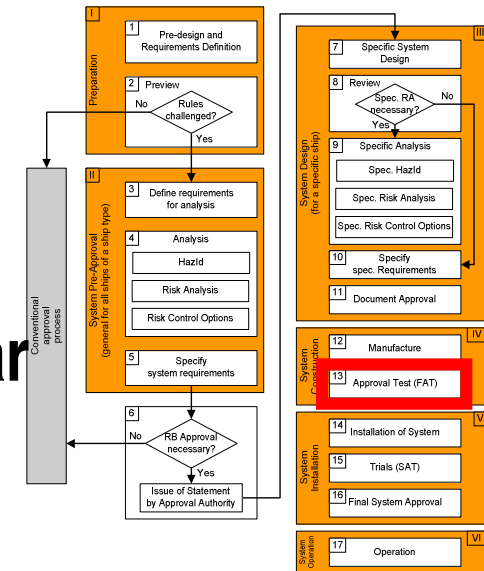 I
Preparation
1
Pre-design and
Requirements Definition
2
Preview
Rules
challenged?
No
Yes
II
System Pre-Approval
(general for all ships of a ship type)
3
Define requirements
for analysis
4
Analysis
HazId
Risk Analysis
Risk Control Options
5
Specify
system requirements
6
RB Approval
necessary?
No
Yes
Issue of Statement
by Approval Authority
Conventional
approval
process
ar
III
System Design
(for a specific ship)
7
Specific System
Design
8
Review
Spec. RA
necessary?
No
Yes
9
Specific Analysis
Spec. HazId
Spec. Risk Analysis
Spec. Risk Control Options
10
Specify
spec. Requirements
11
Document Approval
IV
System
Construction
12
Manufacture
13
Approval Test (FAT)
V
System
Installation
14
Installation of System
15
Trials (SAT)
16
Final System Approval
VI
System
Operation
17
Operation